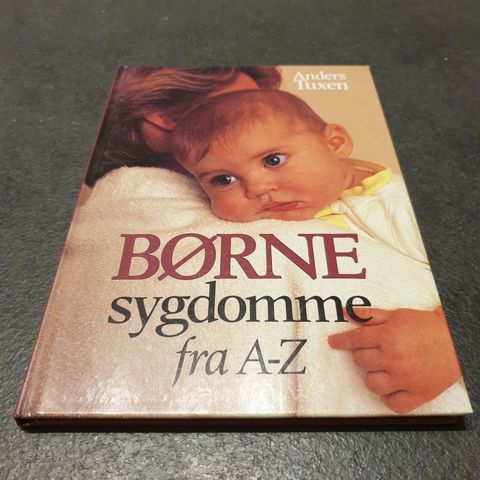 Anders
Tuxen
BØRNE
sygdomme
fra A-Z